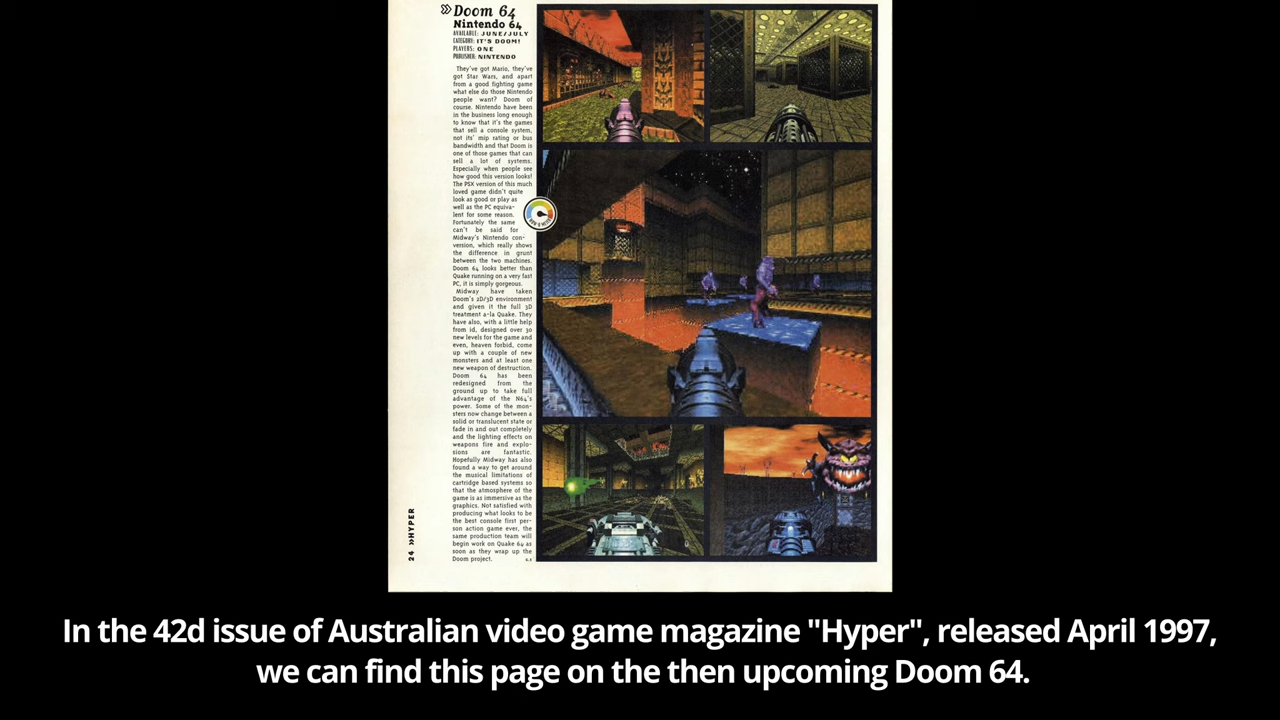 Doom 64
Nintendo 64
AVAILABLE: JUNE/JULY
CATEGORY: IT'S DOOM!
PLAYERS: ONE
PUBLISHER: NINTENDO
They've got Mario, they've
got Star Wars, and apart
from a good fighting game
what else do those Nintendo
people want? Doom of
course. Nintendo have been
in the business long enough
to know that it's the games
that sell a console system,
not its' mip rating or bus
bandwidth and that Doom is
one of those games that can
sell a lot of systems.
Especially when people see
how good this version looks!
The PSX version of this much
loved game didn't quite
look as good or play as
well as the PC equiva-
lent for some reason.
Fortunately the same
can't be said for
Midway's Nintendo con-
version, which really shows
the difference in grunt
between the two machines.
Doom 64 looks better than
Quake running on a very fast
PC, it is simply gorgeous.
Midway have taken
Doom's 2D/3D environment
and given it the full 3D
treatment a-la Quake. They
have also, with a little help
from id, designed over 30
new levels for the game and
even, heaven forbid, come
up with a couple of new
monsters and at least one
new weapon of destruction.
Doom 64 has been
redesigned from the
ground up to take full
advantage of the N64's
power. Some of the mon-
sters now change between a
solid or translucent state or
fade in and out completely
and the lighting effects on
weapons fire and explo-
sions are fantastic.
Hopefully Midway has also
found a way to get around
the musical limitations of
cartridge based systems so
that the atmosphere of the
game is as immersive as the
graphics. Not satisfied with
producing what looks to be
the best console first per-
son action game ever, the
same production team will
begin work on Quake 64 as
soon as they wrap up the
Doom project.
24 »HYPER
In the 42d issue of Australian video game magazine "Hyper", released April 1997,
we can find this page on the then upcoming Doom 64.